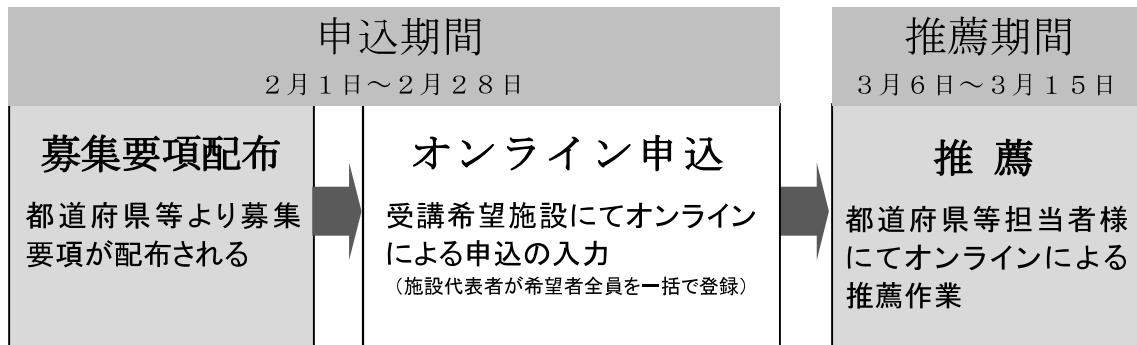 申込期間
２月１日～２月２８日
募集要項配布
都道府県等より募集
要項が配布される
オンライン申込
受講希望施設にてオンライン
による申込の入力
（施設代表者が希望者全員を一括で登録）
推薦期間
３月６日～３月１５日
推 薦
都道府県等担当者様
にてオンラインによる
推薦作業